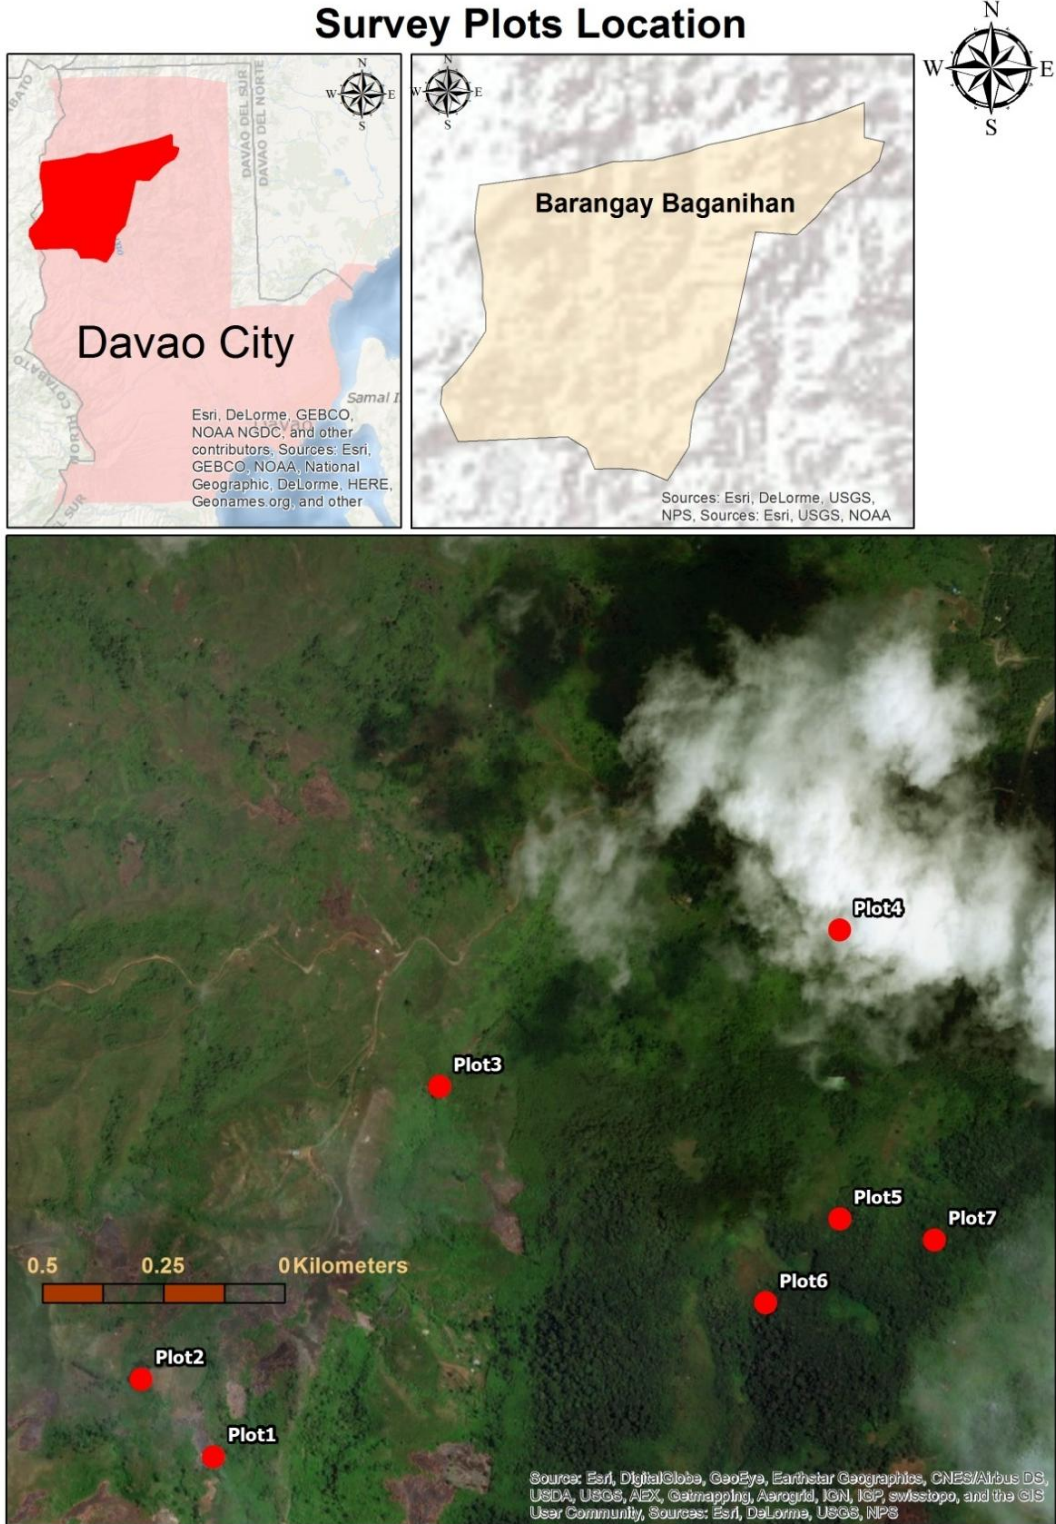 Survey Plots Location
N
W E
S
N
W E
S
N
W E
S
DAVAO DEL SUR
DAVAO DEL NORTE
Davao City
NORTH COTABATO
Samal I.
Davao
Esri, DeLorme, GEBCO,
NOAA NGDC, and other
contributors, Sources: Esri,
GEBCO, NOAA, National
Geographic, DeLorme, HERE,
Geonames.org, and other
Barangay Baganihan
Sources: Esri, DeLorme, USGS,
NPS, Sources: Esri, USGS, NOAA
Plot4
Plot3
Plot5
Plot7
Plot6
0.5 0.25 0 Kilometers
Plot2
Plot1
Source: Esri, DigitalGlobe, GeoEye, Earthstar Geographics, CNES/Airbus DS,
USDA, USGS, AEX, Getmapping, Aerogrid, IGN, IGP, swisstopo, and the GIS
User Community, Sources: Esri, DeLorme, USGS, NPS